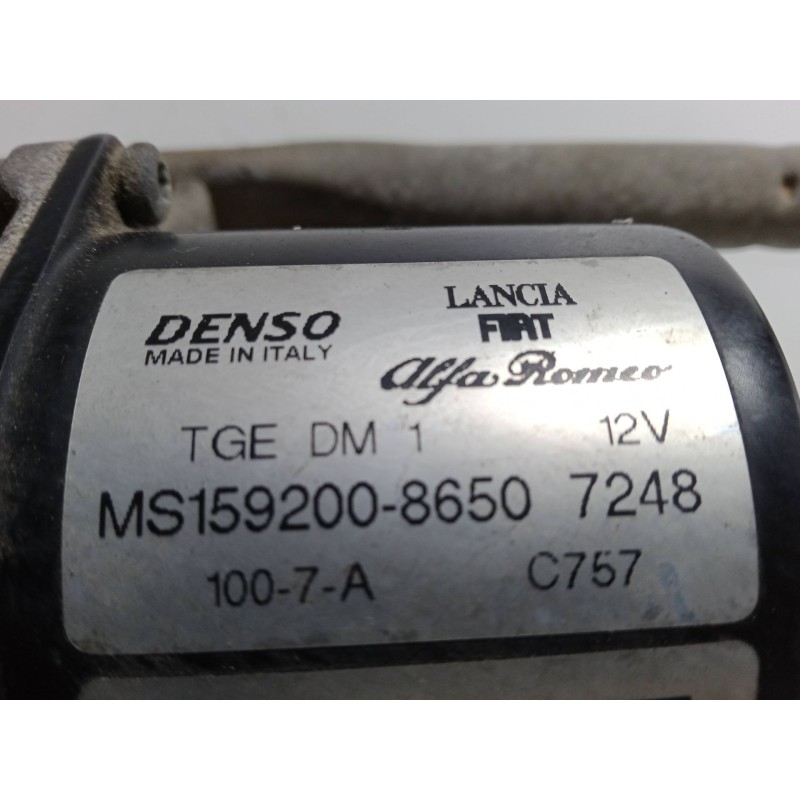 DENSO
MADE IN ITALY
LANCIA
FIAT
Alfa Romeo
TGE DM 1 12V
MS159200-8650 7248
100-7-A C757